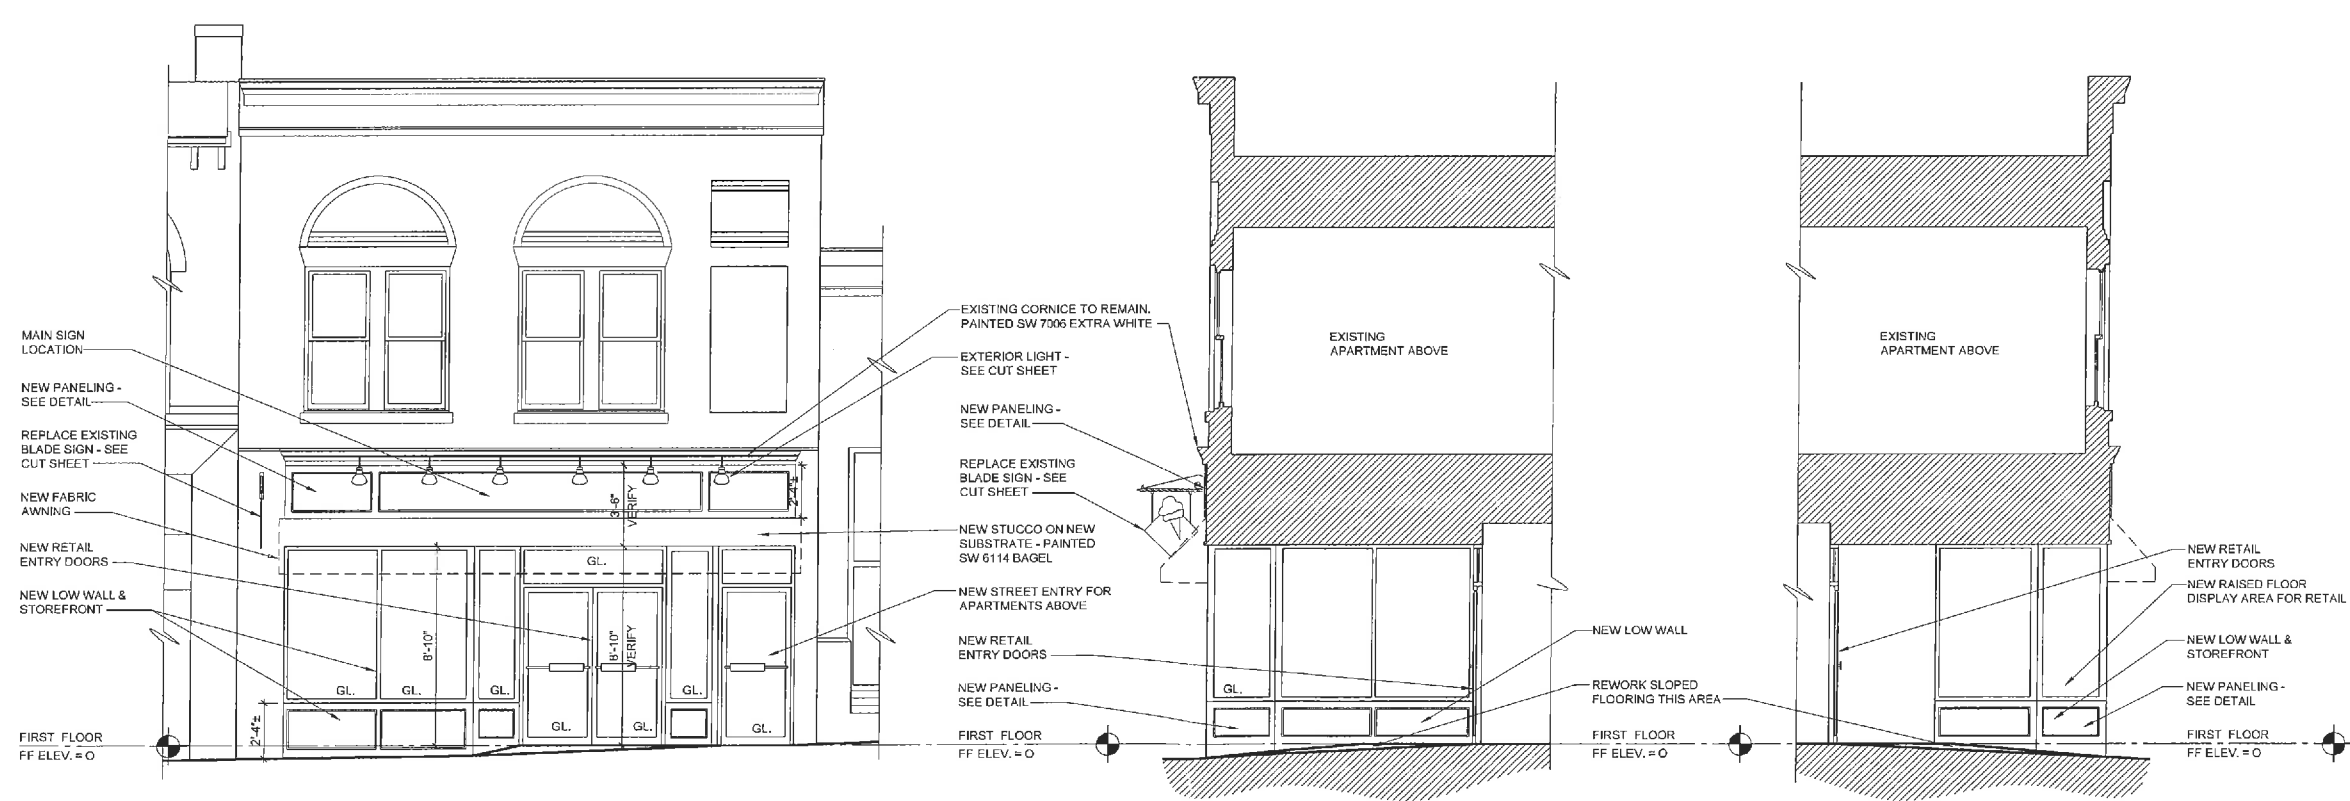 MAIN SIGN
LOCATION
NEW PANELING -
SEE DETAIL
REPLACE EXISTING
BLADE SIGN - SEE
CUT SHEET
NEW FABRIC
AWNING
NEW RETAIL
ENTRY DOORS
NEW LOW WALL &
STOREFRONT
FIRST FLOOR
FF ELEV. = O
2'-4"±
3'-6"
VERIFY
2'-4"±
8'-10"
8'-10"
VERIFY
GL.
GL.
GL.
GL.
GL.
GL.
GL.
GL.
EXISTING CORNICE TO REMAIN.
PAINTED SW 7006 EXTRA WHITE
EXTERIOR LIGHT -
SEE CUT SHEET
NEW PANELING -
SEE DETAIL
REPLACE EXISTING
BLADE SIGN - SEE
CUT SHEET
NEW STUCCO ON NEW
SUBSTRATE - PAINTED
SW 6114 BAGEL
NEW STREET ENTRY FOR
APARTMENTS ABOVE
NEW RETAIL
ENTRY DOORS
NEW PANELING -
SEE DETAIL
FIRST FLOOR
FF ELEV. = O
EXISTING
APARTMENT ABOVE
GL.
NEW LOW WALL
REWORK SLOPED
FLOORING THIS AREA
FIRST FLOOR
FF ELEV. = O
EXISTING
APARTMENT ABOVE
NEW RETAIL
ENTRY DOORS
NEW RAISED FLOOR
DISPLAY AREA FOR RETAIL
NEW LOW WALL &
STOREFRONT
NEW PANELING -
SEE DETAIL
FIRST FLOOR
FF ELEV. = O